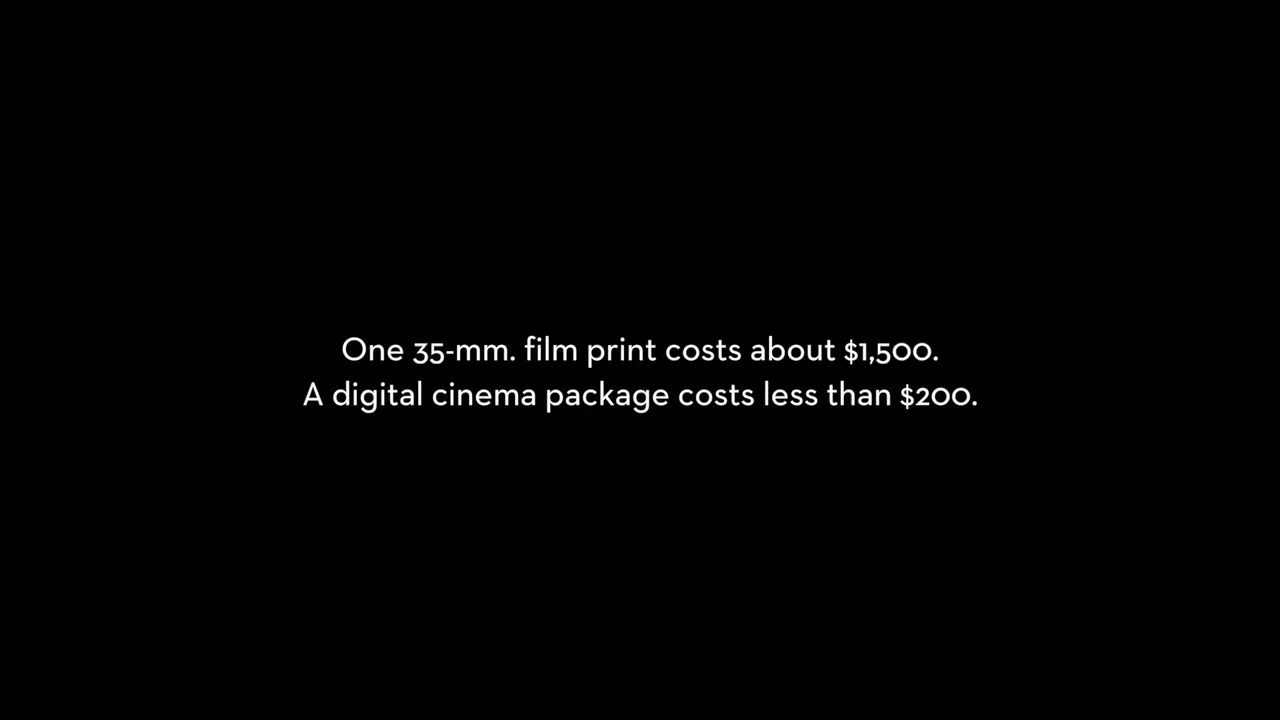 One 35-mm. film print costs about $1,500.
A digital cinema package costs less than $200.